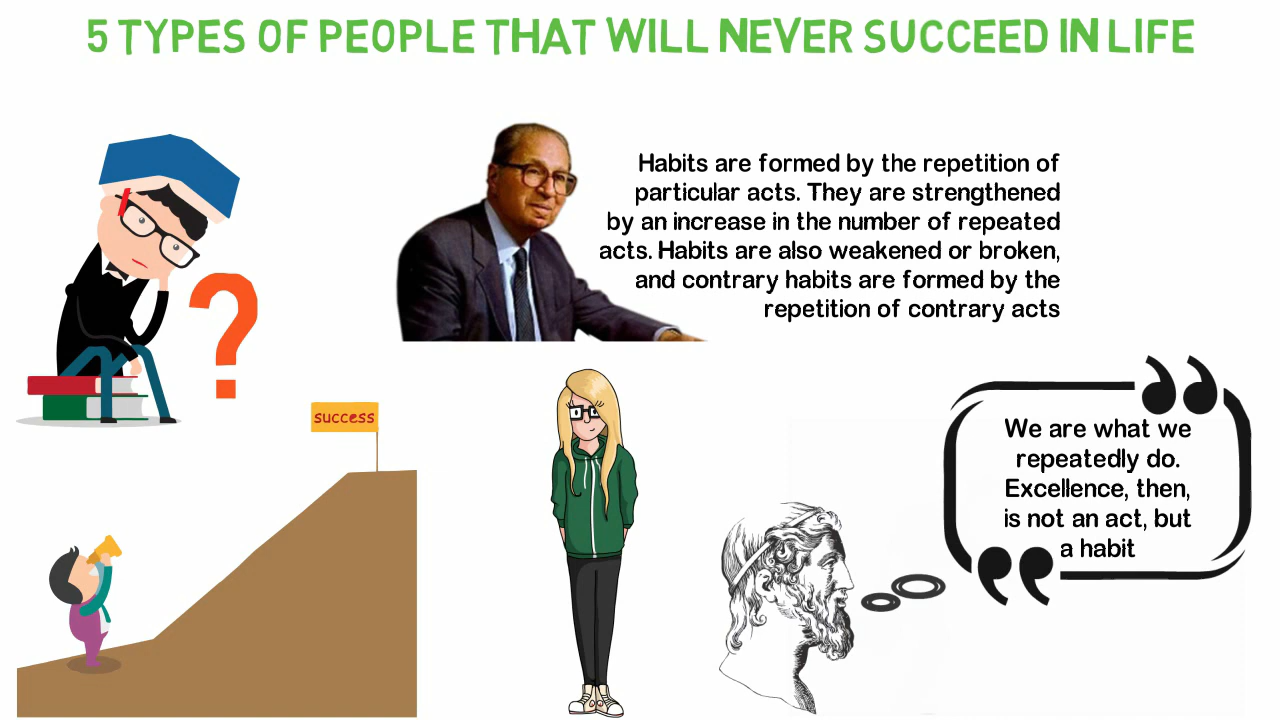 5 TYPES OF PEOPLE THAT WILL NEVER SUCCEED IN LIFE
Habits are formed by the repetition of
particular acts. They are strengthened
by an increase in the number of repeated
acts. Habits are also weakened or broken,
and contrary habits are formed by the
repetition of contrary acts
?
success
We are what we
repeatedly do.
Excellence, then,
is not an act, but
a habit